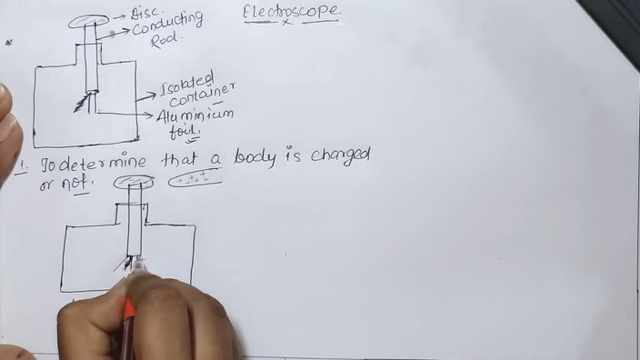 Electroscope
→ Disc.
→ Conducting
Rod.
→ Isolated
container
→ Aluminium
foil.
1. To determine that a body is charged
or not.
++++